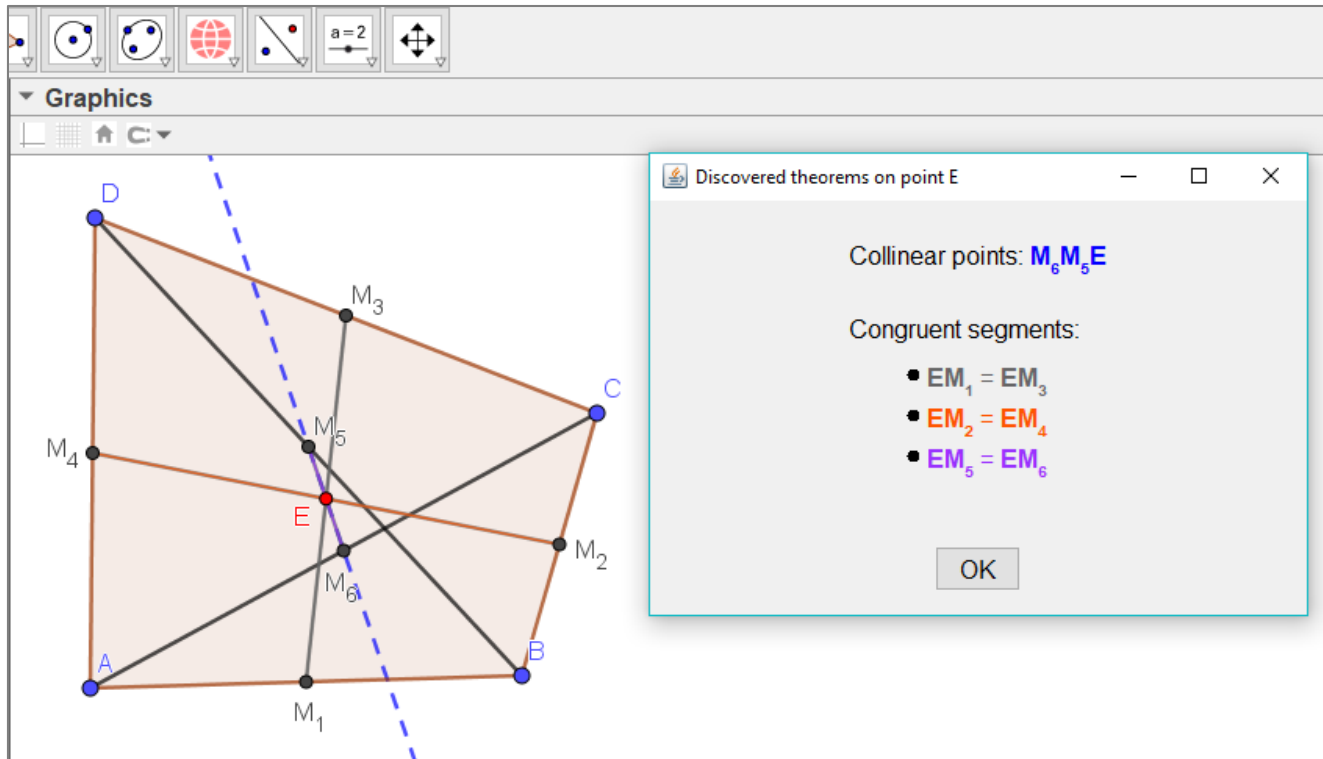 a = 2
Graphics
D
M₃
C
M₅
M₄
E
M₂
M₆
B
A
M₁
Discovered theorems on point E
Collinear points: M₆M₅E
Congruent segments:
EM₁ = EM₃
EM₂ = EM₄
EM₅ = EM₆
OK